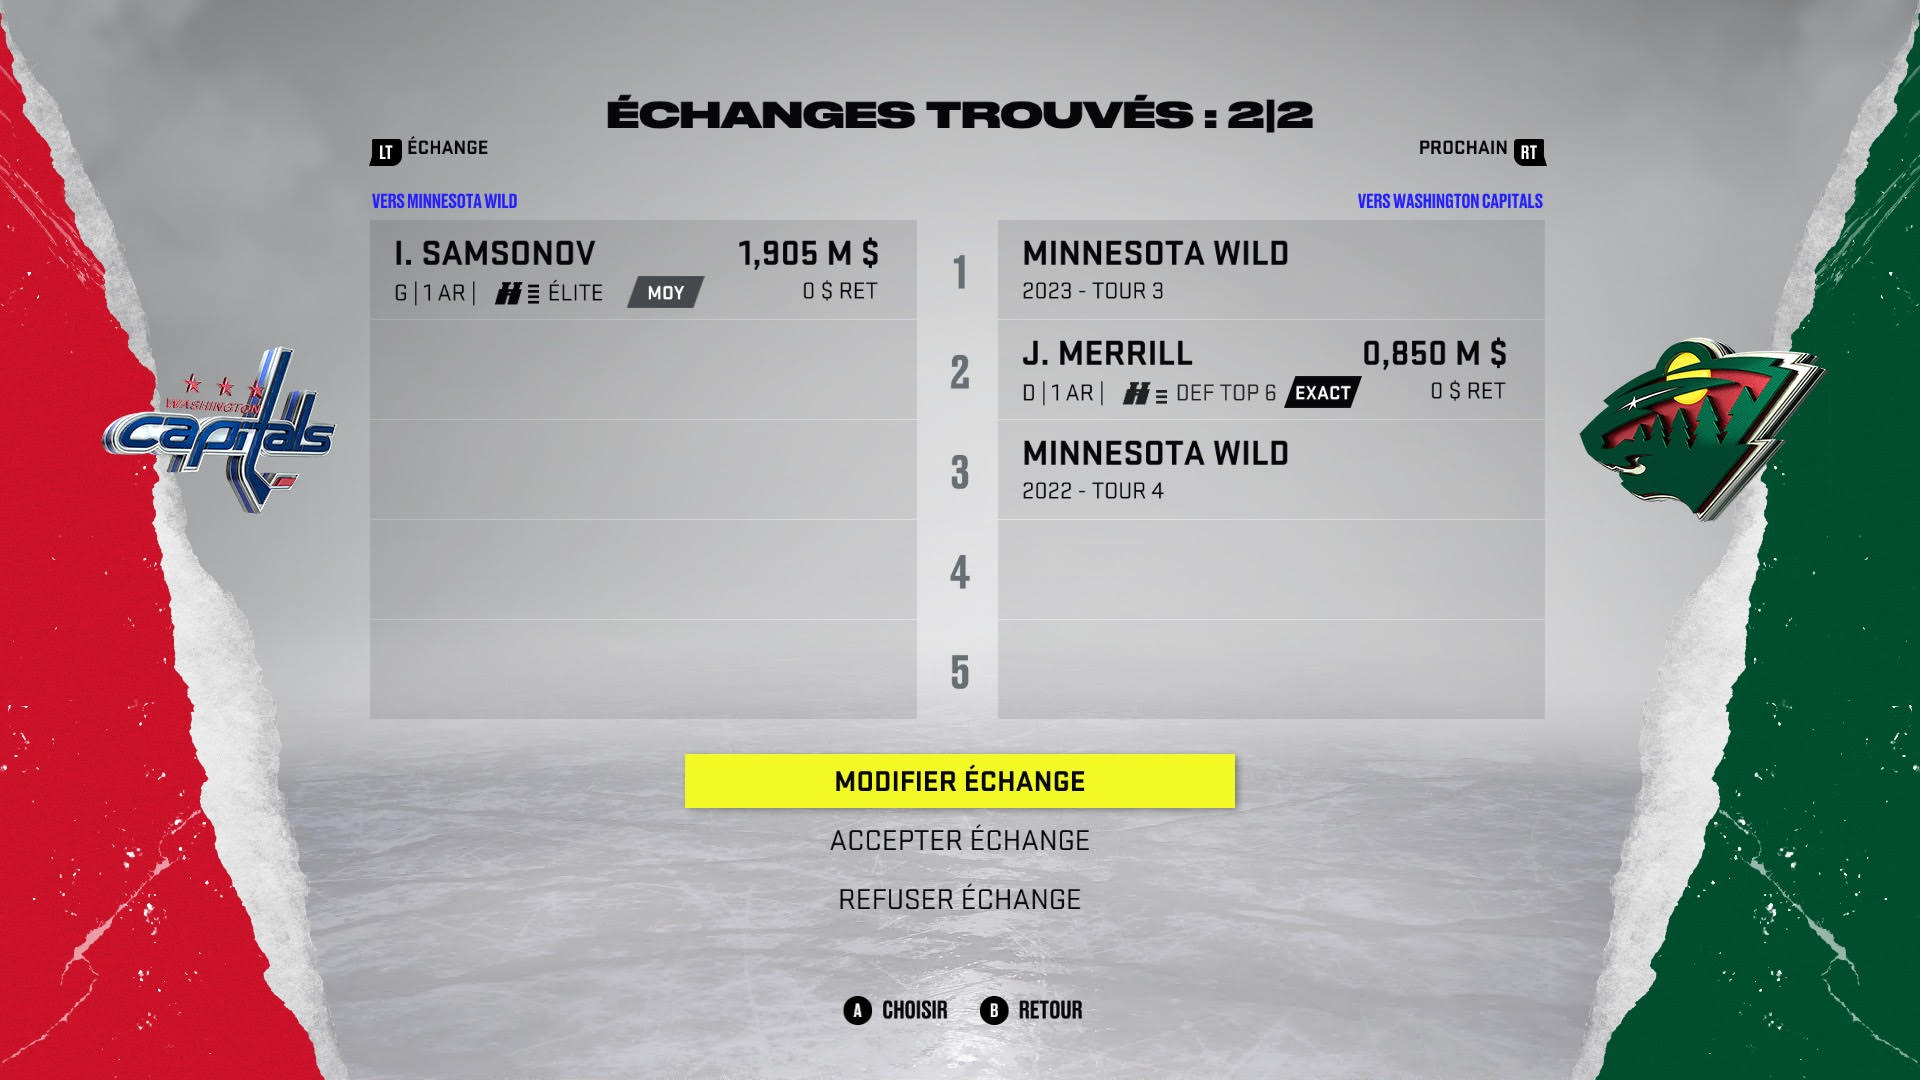 ÉCHANGES TROUVÉS : 2|2
LT ÉCHANGE
PROCHAIN RT
VERS MINNESOTA WILD
VERS WASHINGTON CAPITALS
I. SAMSONOV 1,905 M $
G | 1 AR | ÉLITE MOY 0 $ RET
1
MINNESOTA WILD
2023 - TOUR 3
2
J. MERRILL 0,850 M $
D | 1 AR | DEF TOP 6 EXACT 0 $ RET
3
MINNESOTA WILD
2022 - TOUR 4
4
5
WASHINGTON
capitals
MODIFIER ÉCHANGE
ACCEPTER ÉCHANGE
REFUSER ÉCHANGE
A CHOISIR B RETOUR